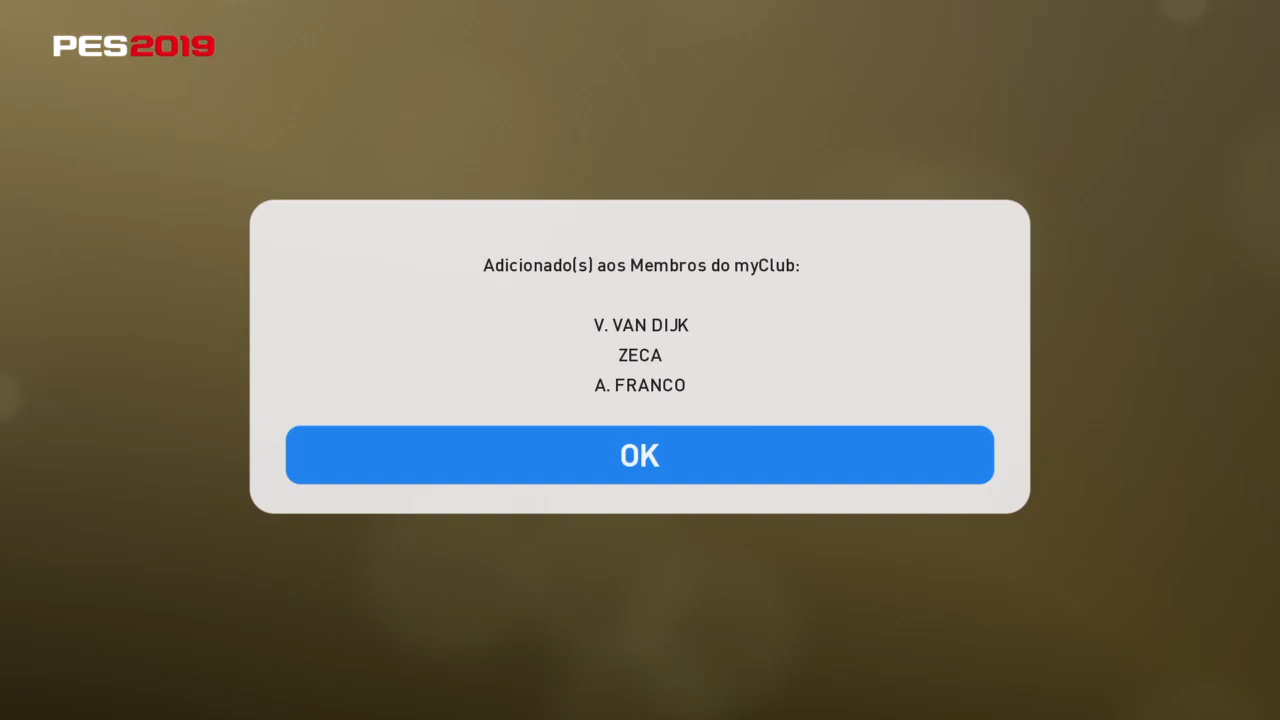 PES2019
Adicionado(s) aos Membros do myClub:
V. VAN DIJK
ZECA
A. FRANCO
OK